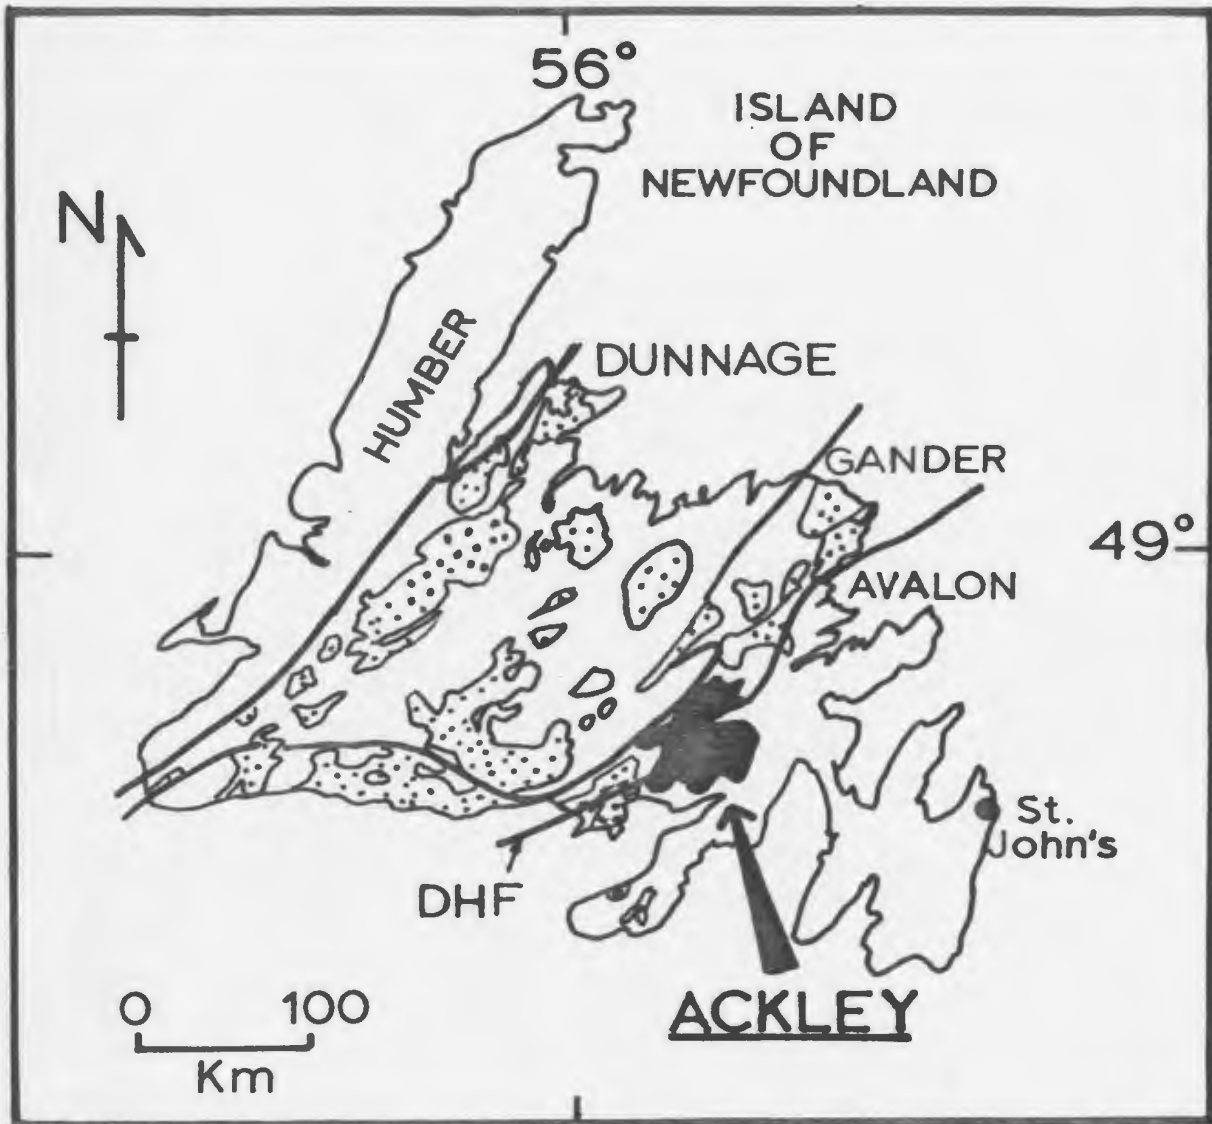 56°
ISLAND
OF
NEWFOUNDLAND
N
HUMBER
DUNNAGE
GANDER
49°
AVALON
St.
John's
DHF
0 100
Km
ACKLEY